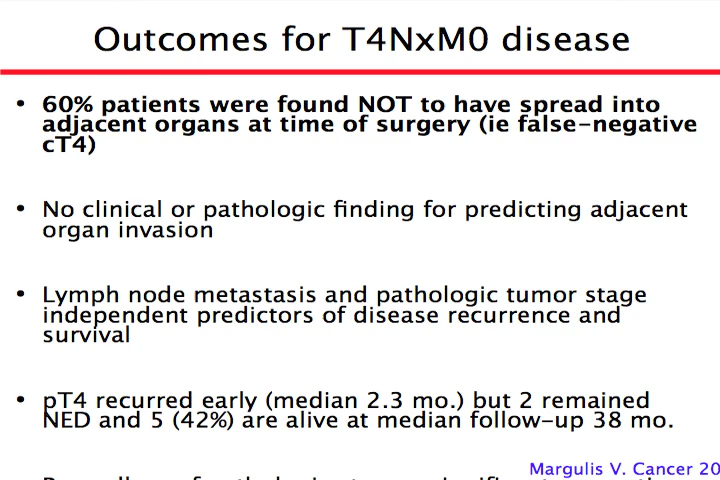 Outcomes for T4NxM0 disease
• 60% patients were found NOT to have spread into
adjacent organs at time of surgery (ie false-negative
cT4)
• No clinical or pathologic finding for predicting adjacent
organ invasion
• Lymph node metastasis and pathologic tumor stage
independent predictors of disease recurrence and
survival
• pT4 recurred early (median 2.3 mo.) but 2 remained
NED and 5 (42%) are alive at median follow-up 38 mo.
Margulis V. Cancer 20